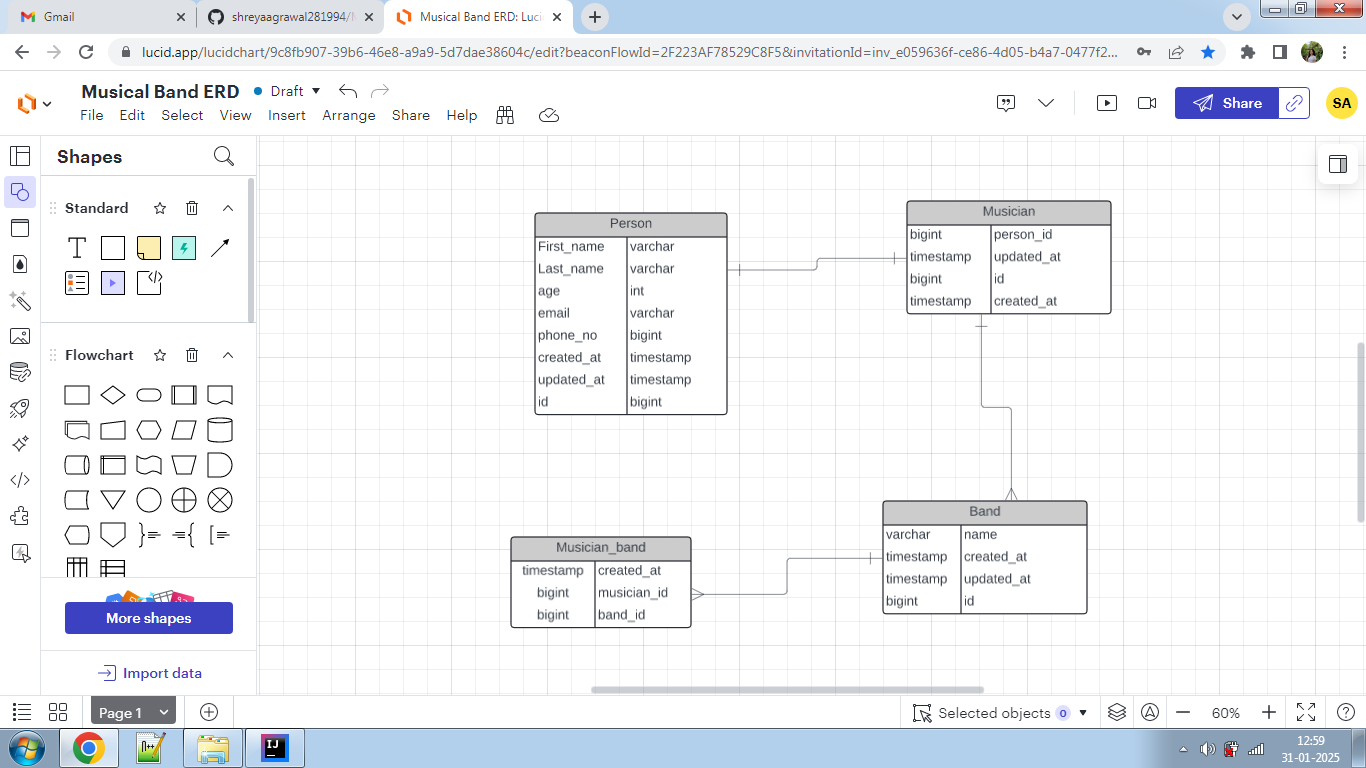 Gmail
shreyaagrawal281994/
Musical Band ERD: Luci
lucid.app/lucidchart/9c8fb907-39b6-46e8-a9a9-5d7dae38604c/edit?beaconFlowId=2F223AF78529C8F5&invitationId=inv_e059636f-ce86-4d05-b4a7-0477f2...
Musical Band ERD
Draft
File Edit Select View Insert Arrange Share Help
Share
SA
Shapes
Standard
T
Flowchart
More shapes
Import data
Person
First_name varchar
Last_name varchar
age int
email varchar
phone_no bigint
created_at timestamp
updated_at timestamp
id bigint
Musician
bigint person_id
timestamp updated_at
bigint id
timestamp created_at
Musician_band
timestamp created_at
bigint musician_id
bigint band_id
Band
varchar name
timestamp created_at
timestamp updated_at
bigint id
Page 1
Selected objects 0
60%
N++
IJ
12:59
31-01-2025